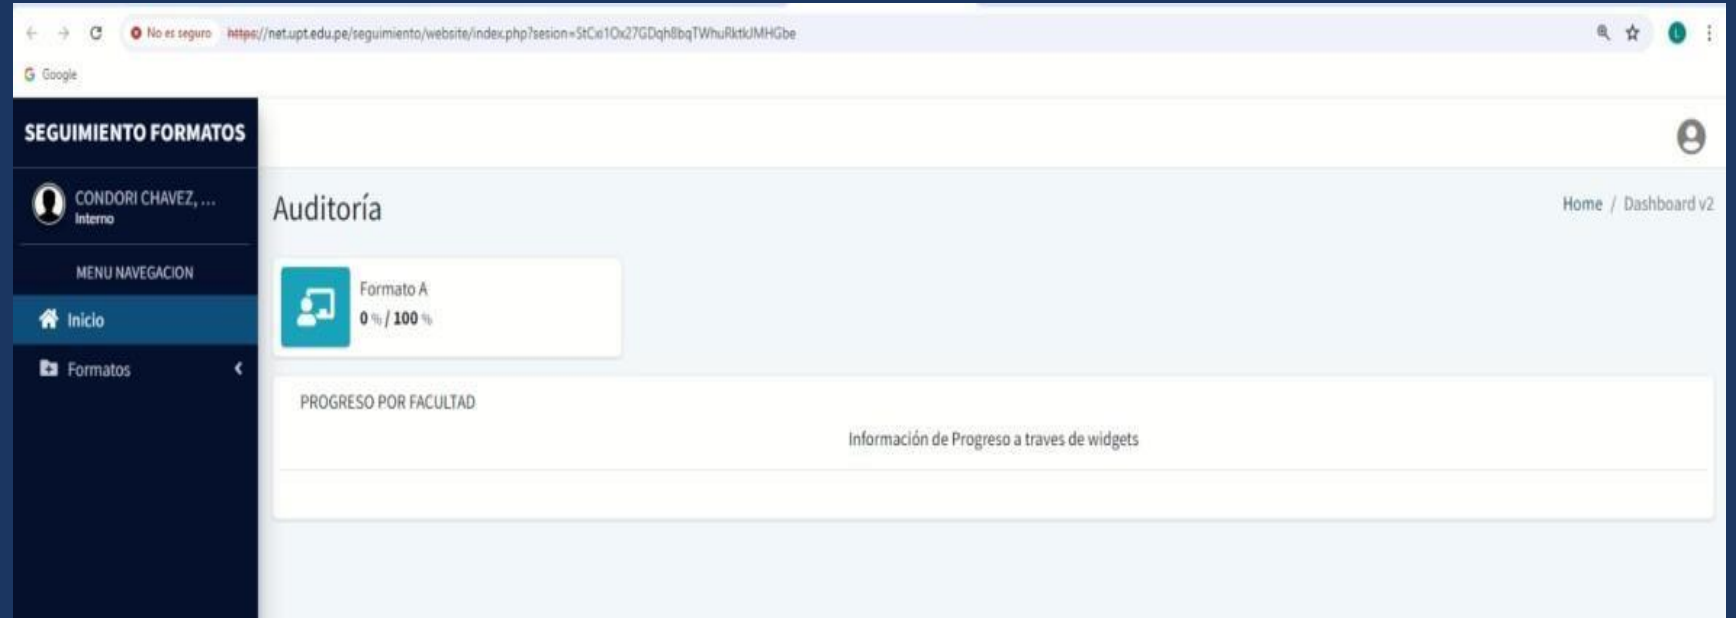 No es seguro https://net.upt.edu.pe/seguimiento/website/index.php?sesion=
Google
SEGUIMIENTO FORMATOS
CONDORI CHAVEZ, ...
Interno
Auditoría
Home / Dashboard v2
MENU NAVEGACION
Inicio
Formatos
Formato A
0 % / 100 %
PROGRESO POR FACULTAD
Información de Progreso a traves de widgets